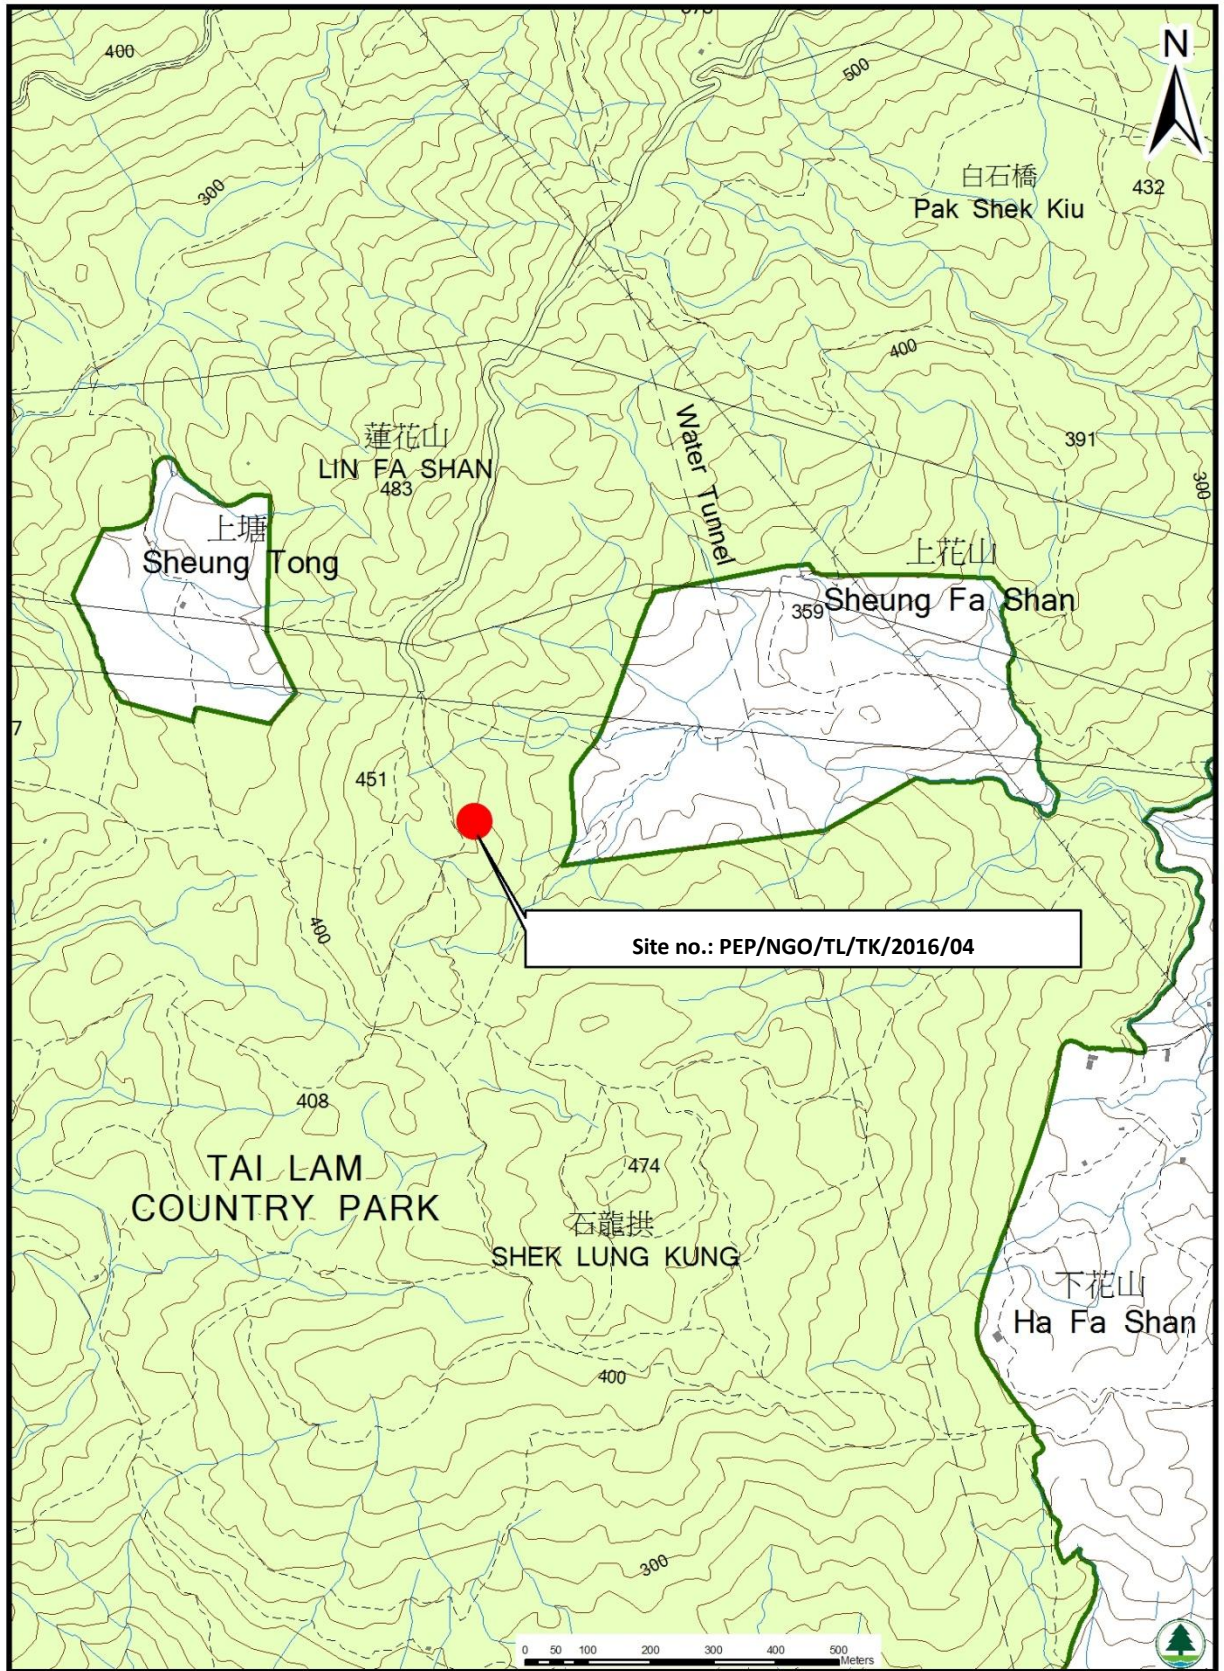 N
400
500
白石橋
Pak Shek Kiu
432
300
400
Water Tunnel
391
300
蓮花山
LIN FA SHAN
483
上塘
Sheung Tong
上花山
Sheung Fa Shan
359
7
451
400
Site no.: PEP/NGO/TL/TK/2016/04
408
TAI LAM
COUNTRY PARK
474
石龍拱
SHEK LUNG KUNG
下花山
Ha Fa Shan
400
300
0 50 100 200 300 400 500
Meters